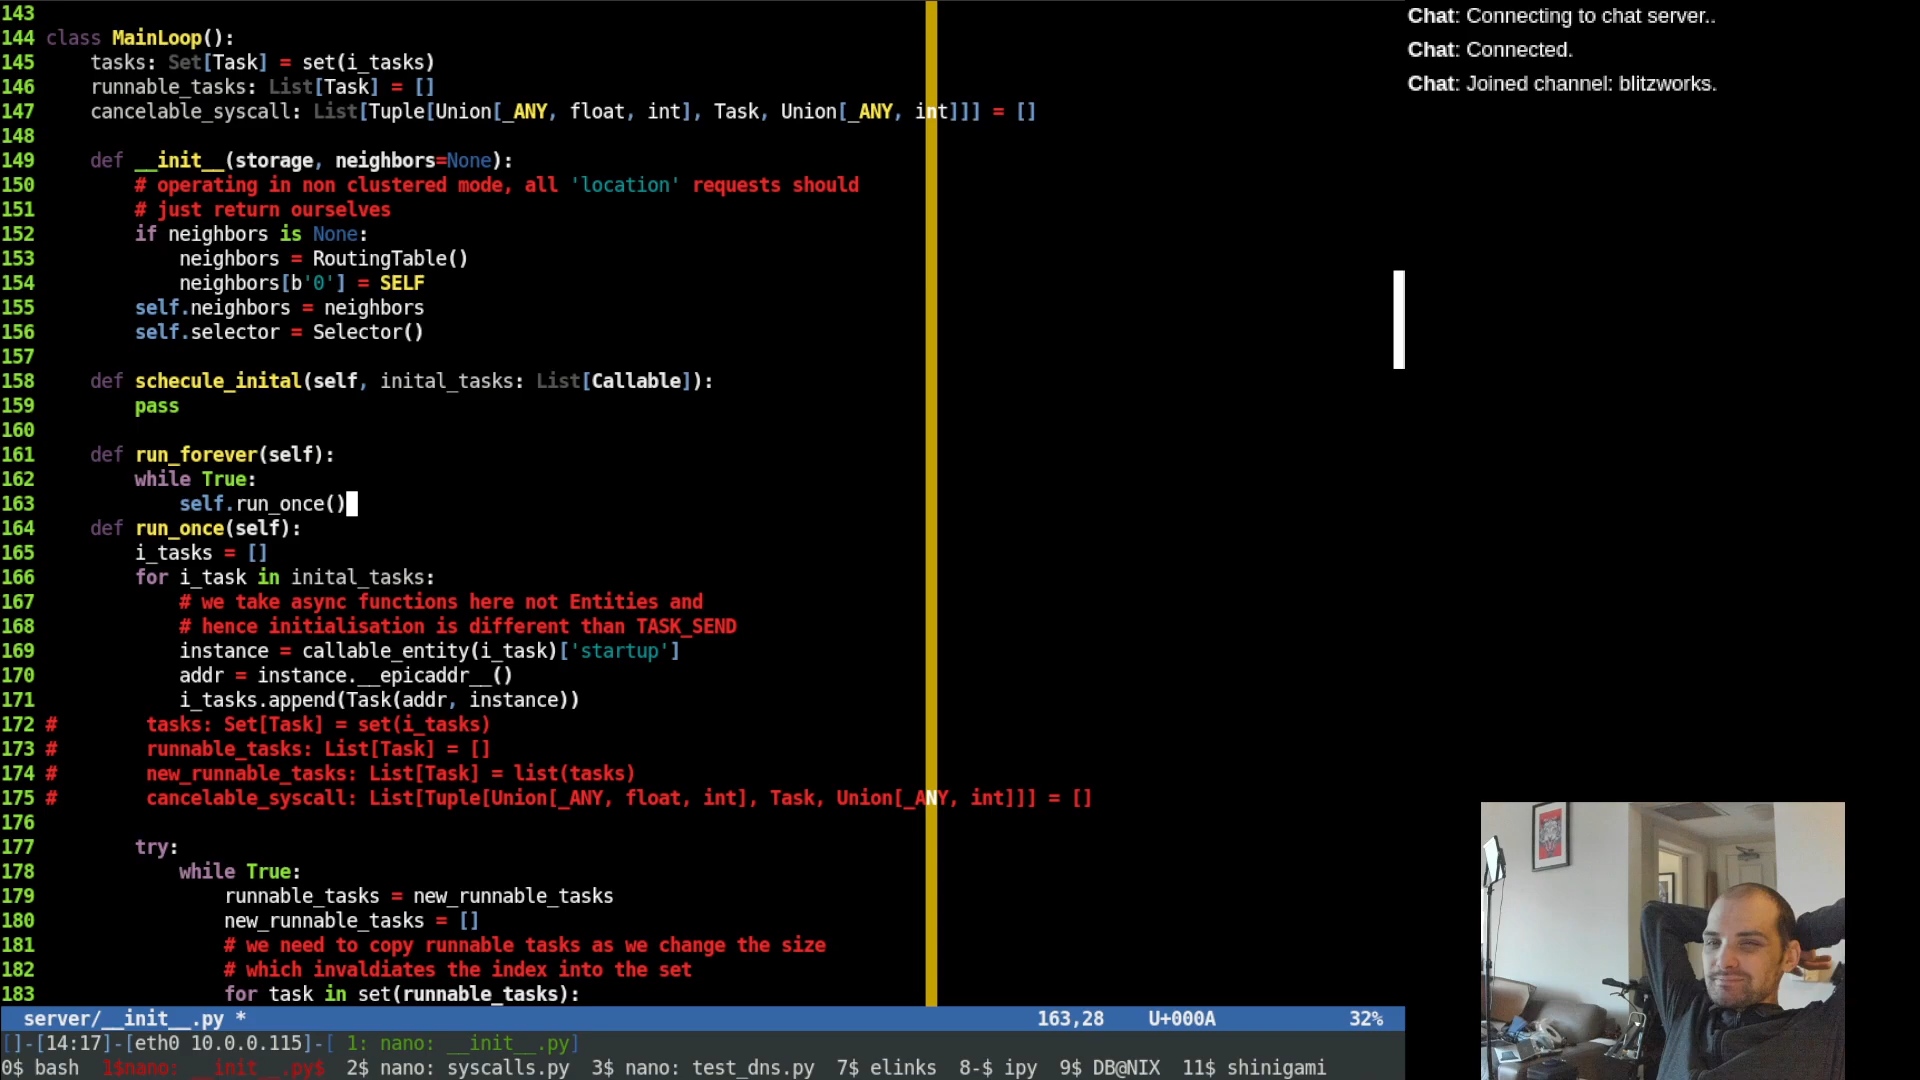 143
144 class MainLoop():
145     tasks: Set[Task] = set(i_tasks)
146     runnable_tasks: List[Task] = []
147     cancelable_syscall: List[Tuple[Union[_ANY, float, int], Task, Union[_ANY, int]]] = []
148
149     def __init__(storage, neighbors=None):
150         # operating in non clustered mode, all 'location' requests should
151         # just return ourselves
152         if neighbors is None:
153             neighbors = RoutingTable()
154             neighbors[b'0'] = SELF
155         self.neighbors = neighbors
156         self.selector = Selector()
157
158     def schecule_inital(self, inital_tasks: List[Callable]):
159         pass
160
161     def run_forever(self):
162         while True:
163             self.run_once()
164     def run_once(self):
165         i_tasks = []
166         for i_task in inital_tasks:
167             # we take async functions here not Entities and
168             # hence initialisation is different than TASK_SEND
169             instance = callable_entity(i_task)['startup']
170             addr = instance.__epicaddr__()
171             i_tasks.append(Task(addr, instance))
172 #        tasks: Set[Task] = set(i_tasks)
173 #        runnable_tasks: List[Task] = []
174 #        new_runnable_tasks: List[Task] = list(tasks)
175 #        cancelable_syscall: List[Tuple[Union[_ANY, float, int], Task, Union[_ANY, int]]] = []
176
177         try:
178             while True:
179                 runnable_tasks = new_runnable_tasks
180                 new_runnable_tasks = []
181                 # we need to copy runnable tasks as we change the size
182                 # which invaldiates the index into the set
183                 for task in set(runnable_tasks):
server/__init__.py * 163,28 U+000A 32%
[]-[14:17]-[eth0 10.0.0.115]-[ 1: nano: __init__.py]
0$ bash  1$nano: __init__.py$  2$ nano: syscalls.py  3$ nano: test_dns.py  7$ elinks  8-$ ipy  9$ DB@NIX  11$ shinigami
Chat: Connecting to chat server..
Chat: Connected.
Chat: Joined channel: blitzworks.